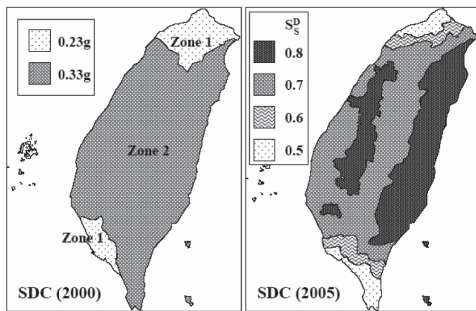 0.23g
0.33g
Zone 1
Zone 2
Zone 1
SDC (2000)
S_S^D
0.8
0.7
0.6
0.5
SDC (2005)